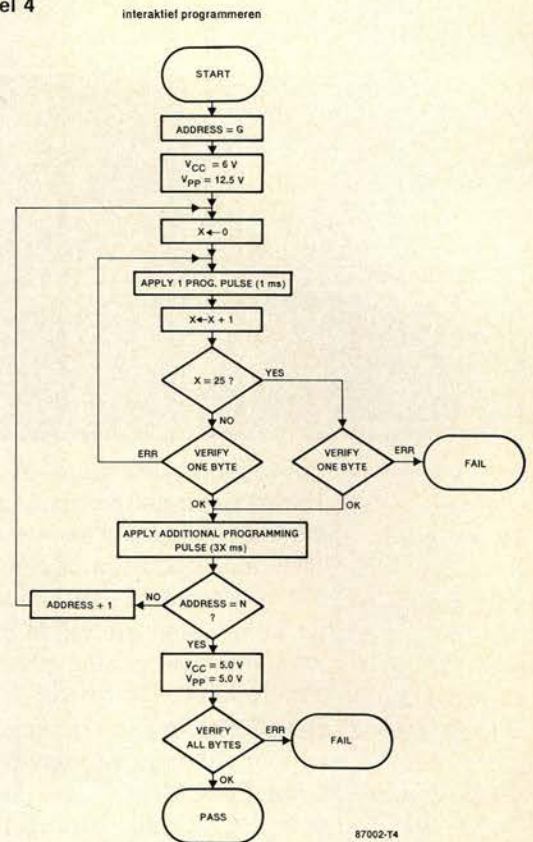 el 4
interaktief programmeren
START
ADDRESS = G
VCC = 6 V
VPP = 12.5 V
X←0
APPLY 1 PROG. PULSE (1 ms)
X←X + 1
X = 25 ?
YES
NO
ERR
VERIFY
ONE BYTE
VERIFY
ONE BYTE
ERR
FAIL
OK
OK
APPLY ADDITIONAL PROGRAMMING
PULSE (3X ms)
ADDRESS + 1
NO
ADDRESS = N
?
YES
VCC = 5.0 V
VPP = 5.0 V
VERIFY
ALL BYTES
ERR
FAIL
OK
PASS
87002-T4